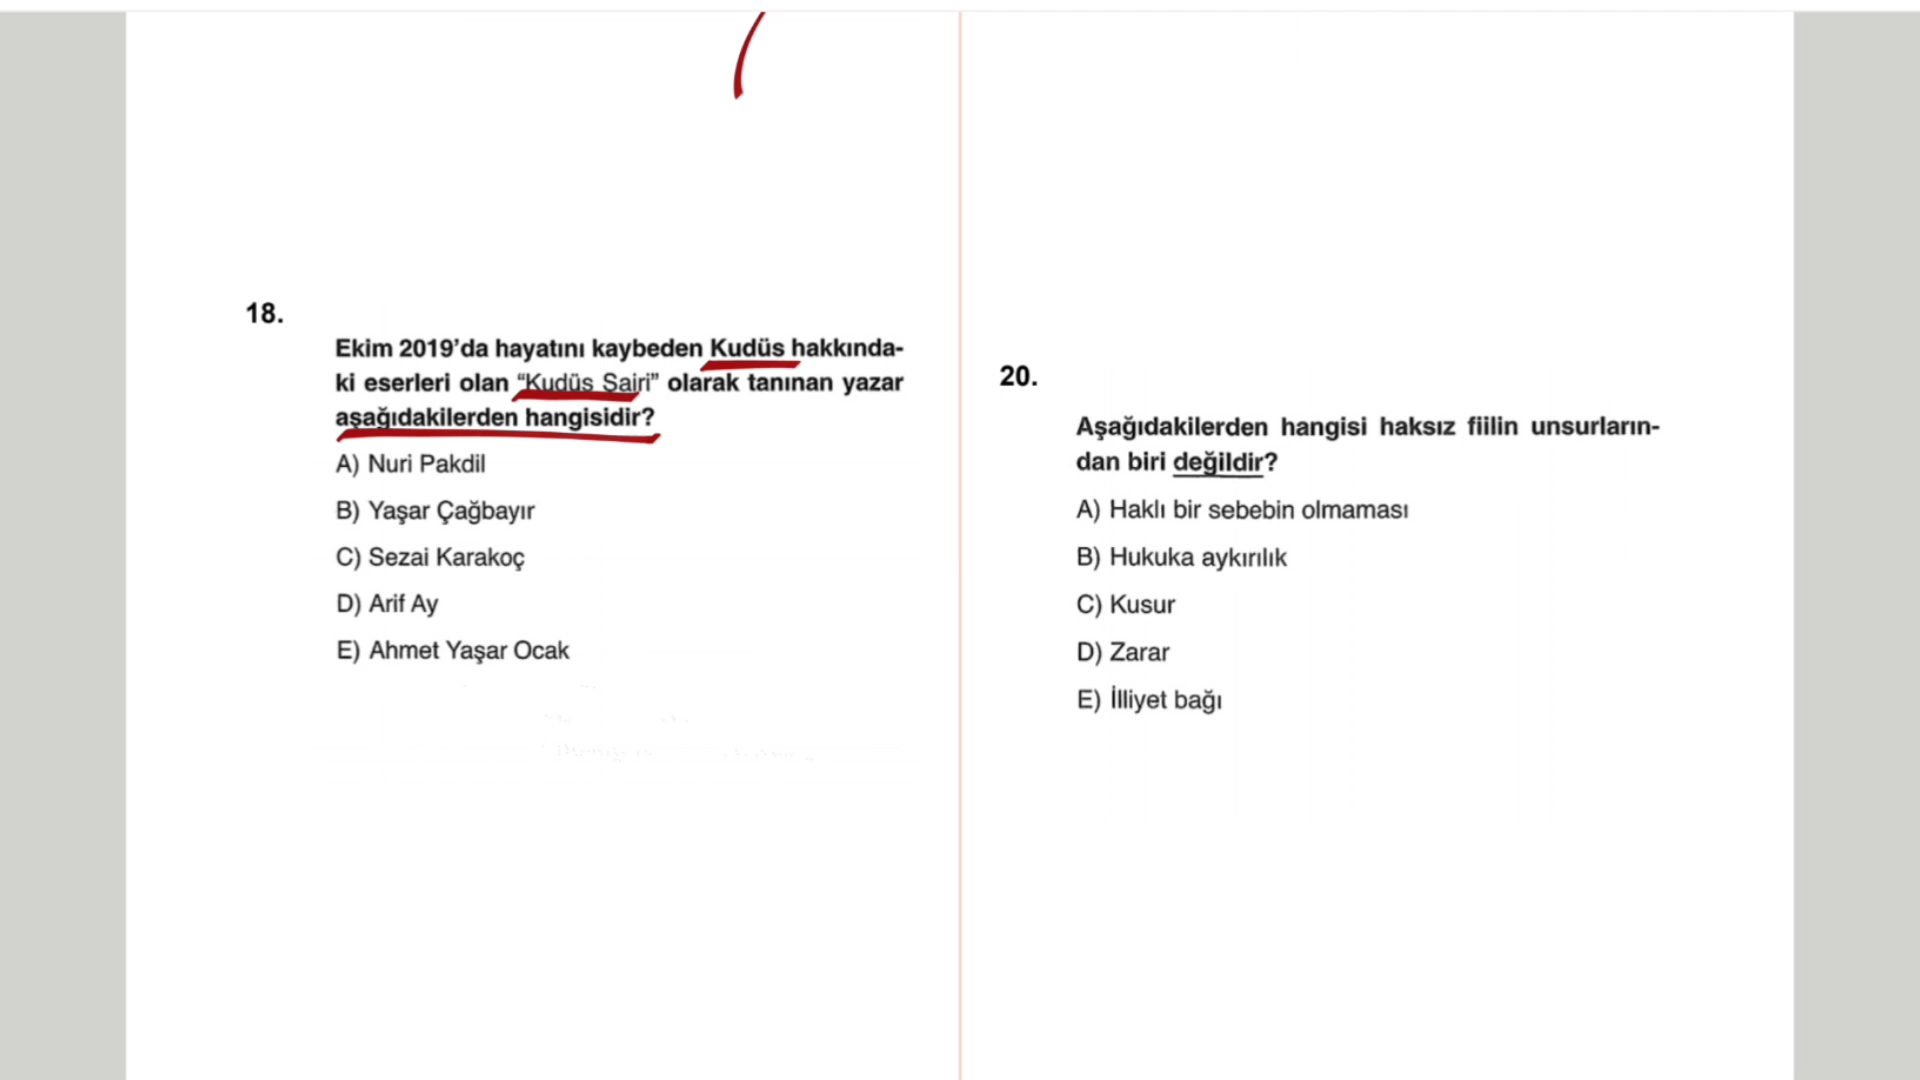 18.
Ekim 2019’da hayatını kaybeden Kudüs hakkında-
ki eserleri olan “Kudüs Şairi” olarak tanınan yazar
aşağıdakilerden hangisidir?
A) Nuri Pakdil
B) Yaşar Çağbayır
C) Sezai Karakoç
D) Arif Ay
E) Ahmet Yaşar Ocak
20.
Aşağıdakilerden hangisi haksız fiilin unsurların-
dan biri değildir?
A) Haklı bir sebebin olmaması
B) Hukuka aykırılık
C) Kusur
D) Zarar
E) İlliyet bağı